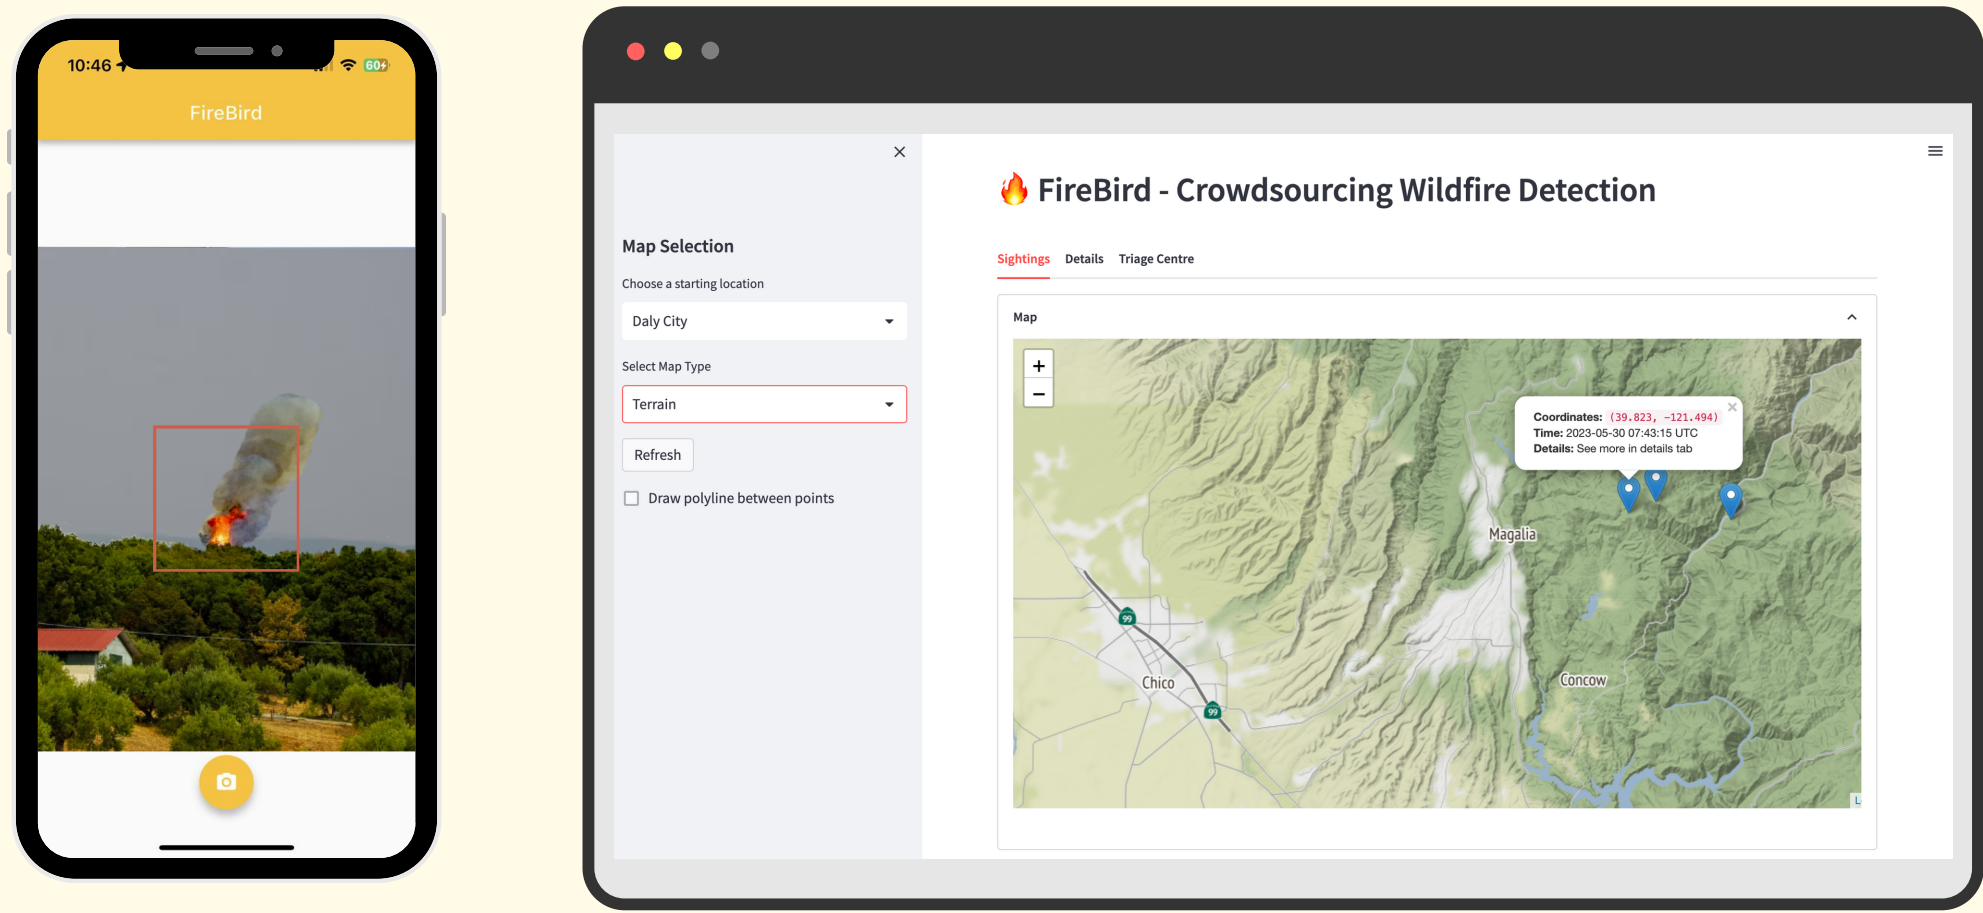 10:46
60
FireBird
Map Selection
Choose a starting location
Daly City
Select Map Type
Terrain
Refresh
Draw polyline between points
FireBird - Crowdsourcing Wildfire Detection
Sightings Details Triage Centre
Map
+
−
Coordinates: (39.823, -121.494)
Time: 2023-05-30 07:43:15 UTC
Details: See more in details tab
Magalia
99
Chico
Concow
99
L